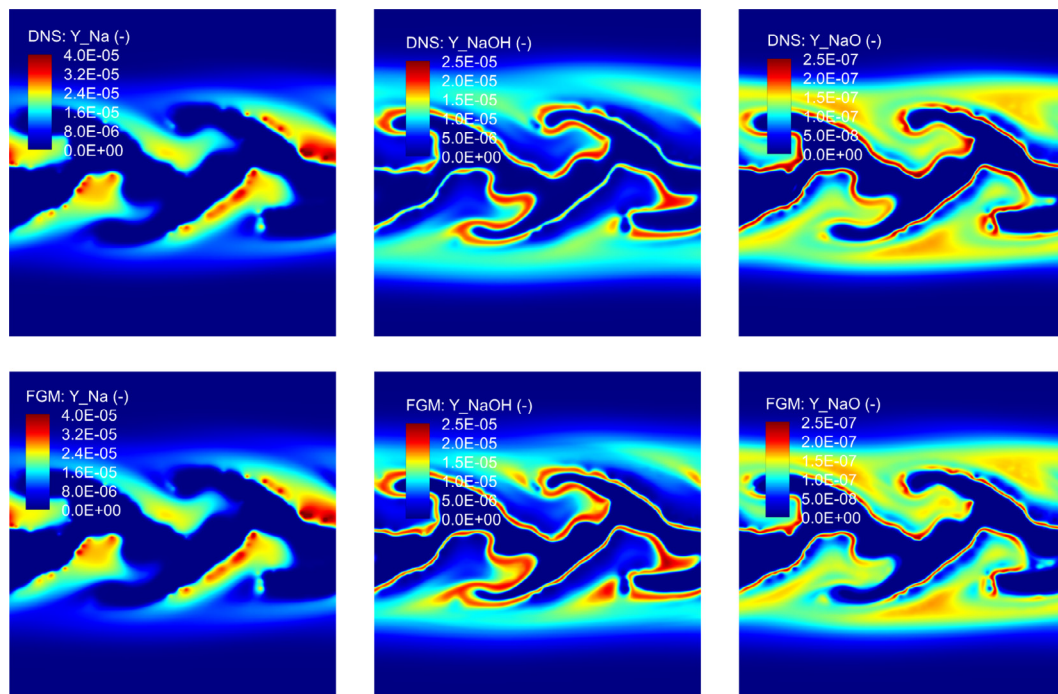 DNS: Y_Na (-)
4.0E-05
3.2E-05
2.4E-05
1.6E-05
8.0E-06
0.0E+00
DNS: Y_NaOH (-)
2.5E-05
2.0E-05
1.5E-05
1.0E-05
5.0E-06
0.0E+00
DNS: Y_NaO (-)
2.5E-07
2.0E-07
1.5E-07
1.0E-07
5.0E-08
0.0E+00
FGM: Y_Na (-)
4.0E-05
3.2E-05
2.4E-05
1.6E-05
8.0E-06
0.0E+00
FGM: Y_NaOH (-)
2.5E-05
2.0E-05
1.5E-05
1.0E-05
5.0E-06
0.0E+00
FGM: Y_NaO (-)
2.5E-07
2.0E-07
1.5E-07
1.0E-07
5.0E-08
0.0E+00